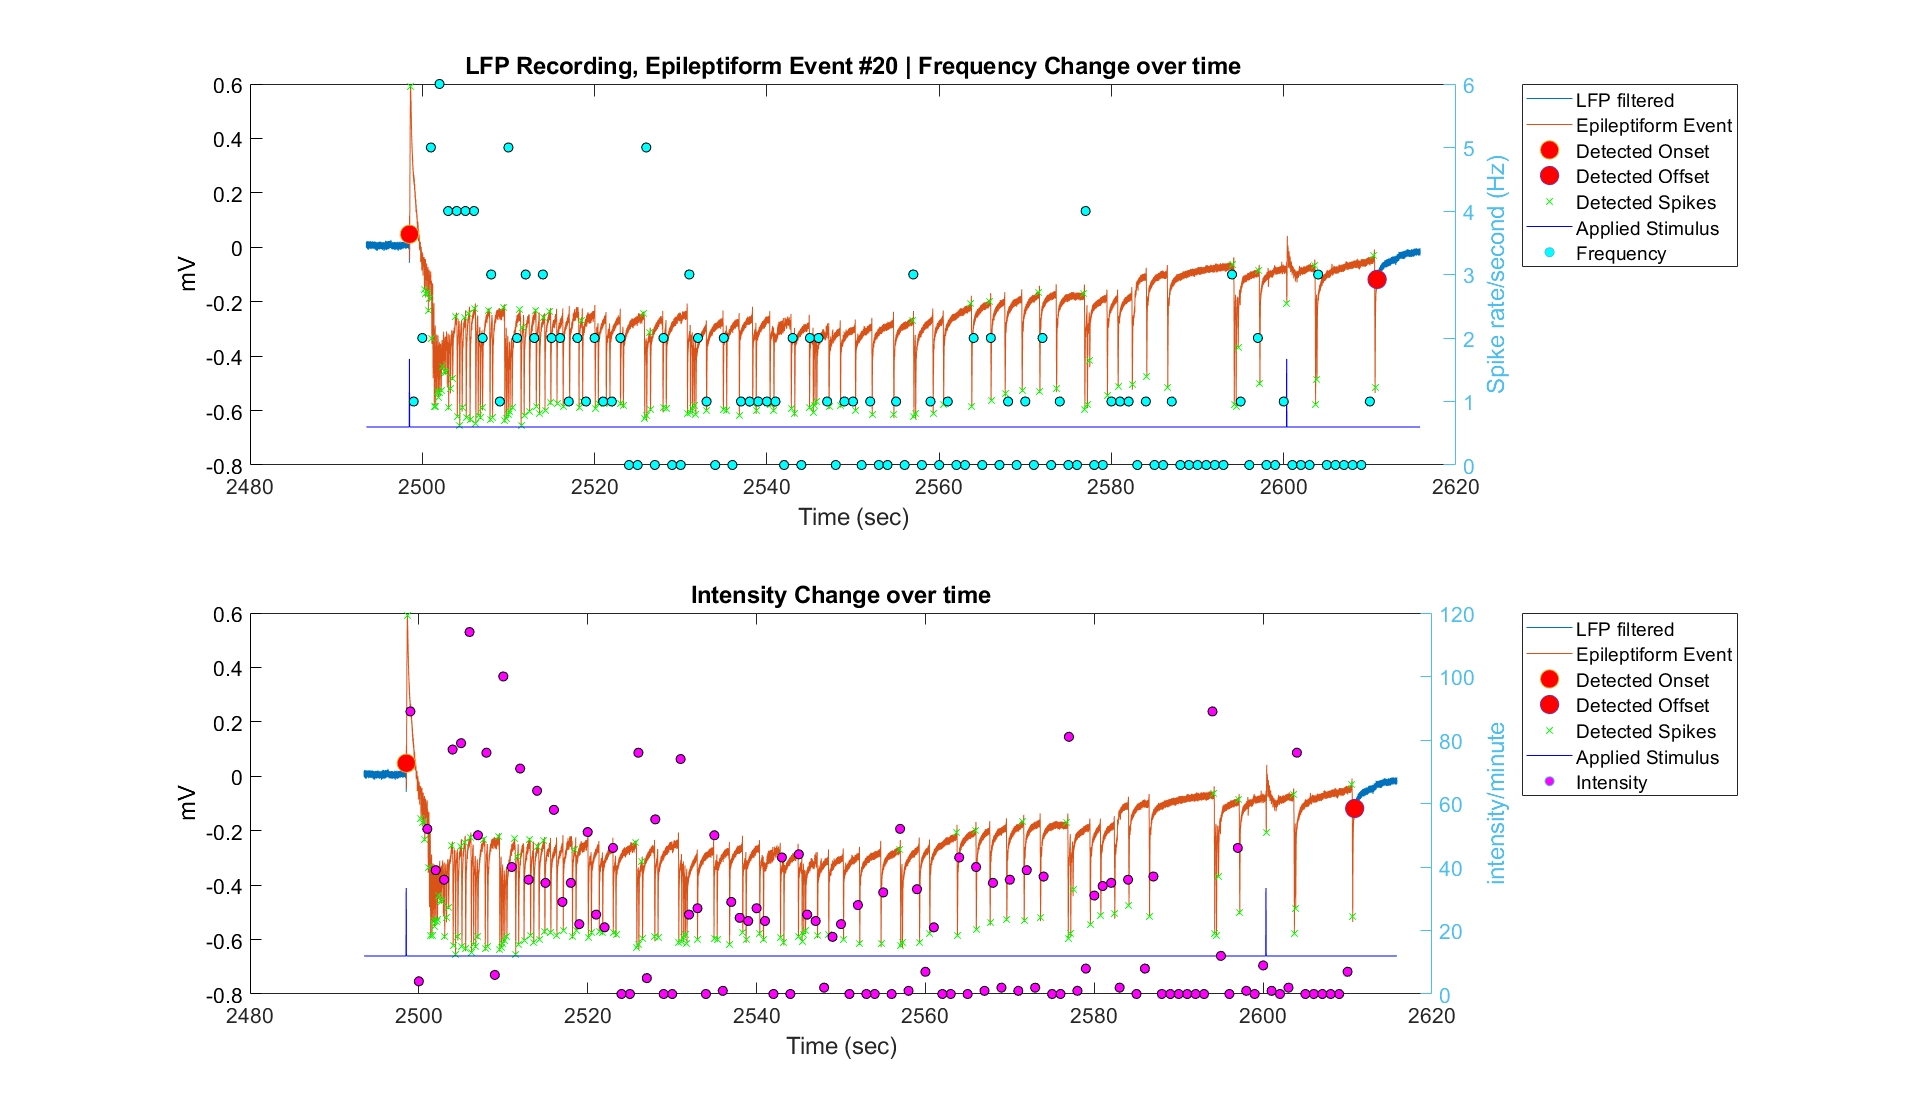 LFP Recording, Epileptiform Event #20 | Frequency Change over time
0.6
0.4
0.2
0
-0.2
-0.4
-0.6
-0.8
mV
2480
2500
2520
2540
2560
2580
2600
2620
Time (sec)
6
5
4
3
2
1
0
Spike rate/second (Hz)
LFP filtered
Epileptiform Event
Detected Onset
Detected Offset
Detected Spikes
Applied Stimulus
Frequency
Intensity Change over time
0.6
0.4
0.2
0
-0.2
-0.4
-0.6
-0.8
mV
2480
2500
2520
2540
2560
2580
2600
2620
Time (sec)
120
100
80
60
40
20
0
intensity/minute
LFP filtered
Epileptiform Event
Detected Onset
Detected Offset
Detected Spikes
Applied Stimulus
Intensity